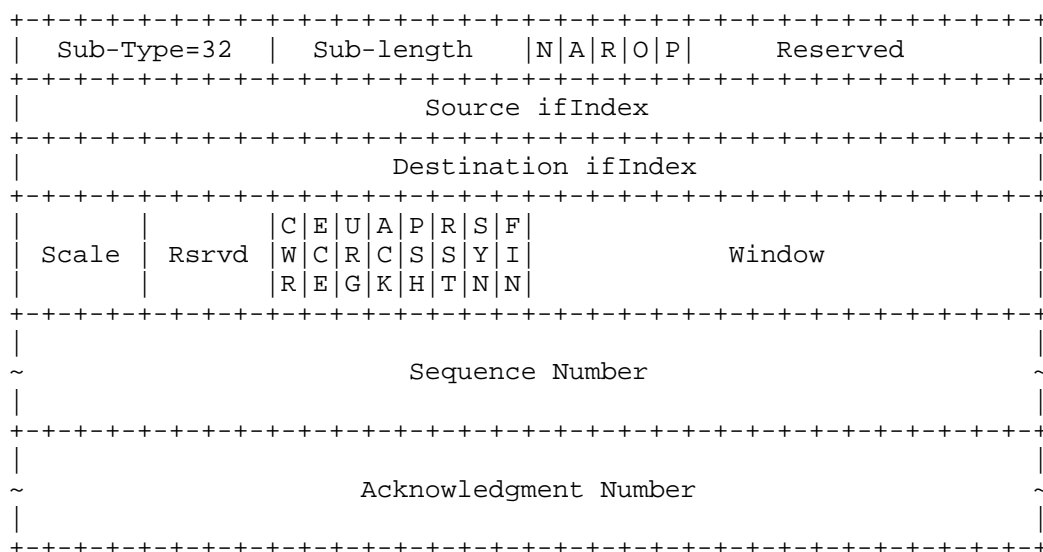 +-+-+-+-+-+-+-+-+-+-+-+-+-+-+-+-+-+-+-+-+-+-+-+-+-+-+-+-+-+-+-+-+
|  Sub-Type=32  |  Sub-length   |N|A|R|O|P|     Reserved        |
+-+-+-+-+-+-+-+-+-+-+-+-+-+-+-+-+-+-+-+-+-+-+-+-+-+-+-+-+-+-+-+-+
|                         Source ifIndex                        |
+-+-+-+-+-+-+-+-+-+-+-+-+-+-+-+-+-+-+-+-+-+-+-+-+-+-+-+-+-+-+-+-+
|                       Destination ifIndex                     |
+-+-+-+-+-+-+-+-+-+-+-+-+-+-+-+-+-+-+-+-+-+-+-+-+-+-+-+-+-+-+-+-+
|       |       |C|E|U|A|P|R|S|F|                               |
| Scale | Rsrvd |W|C|R|C|S|S|Y|I|            Window             |
|       |       |R|E|G|K|H|T|N|N|                               |
+-+-+-+-+-+-+-+-+-+-+-+-+-+-+-+-+-+-+-+-+-+-+-+-+-+-+-+-+-+-+-+-+
|                                                               |
~                        Sequence Number                        ~
|                                                               |
+-+-+-+-+-+-+-+-+-+-+-+-+-+-+-+-+-+-+-+-+-+-+-+-+-+-+-+-+-+-+-+-+
|                                                               |
~                     Acknowledgment Number                     ~
|                                                               |
+-+-+-+-+-+-+-+-+-+-+-+-+-+-+-+-+-+-+-+-+-+-+-+-+-+-+-+-+-+-+-+-+